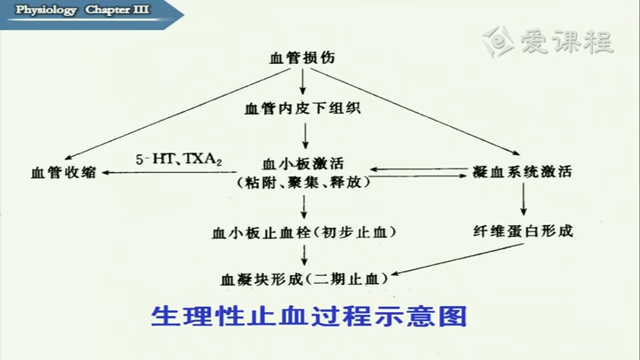 Physiology Chapter III
爱课程
血管损伤
血管内皮下组织
血管收缩
5-HT、TXA₂
血小板激活
(粘附、聚集、释放)
凝血系统激活
血小板止血栓(初步止血)
纤维蛋白形成
血凝块形成(二期止血)
生理性止血过程示意图